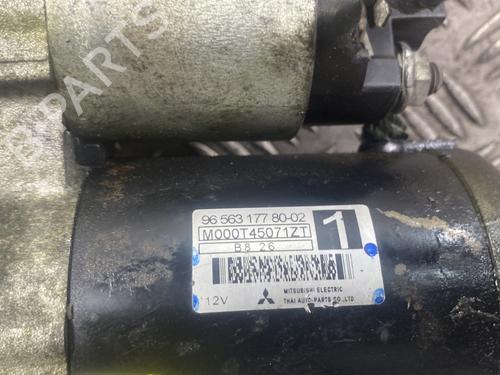 B-PARTS
96 563 177 80-02
M000T45071ZT
1
B8 26
12V
MITSUBISHI ELECTRIC
THAI AUTO-PARTS CO.,LTD.